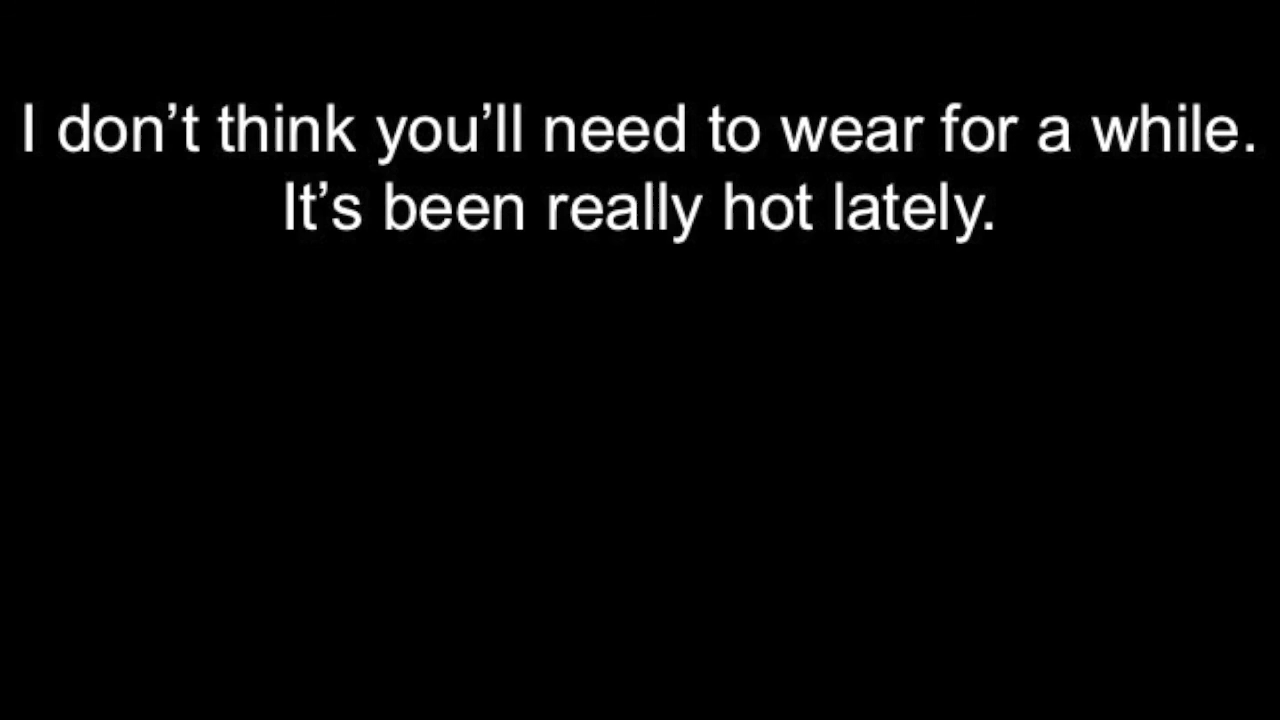 I don’t think you’ll need to wear for a while.
It’s been really hot lately.